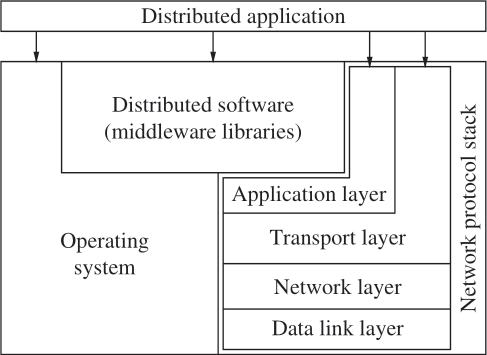 Distributed application
Distributed software
(middleware libraries)
Network protocol stack
Application layer
Operating
system
Transport layer
Network layer
Data link layer